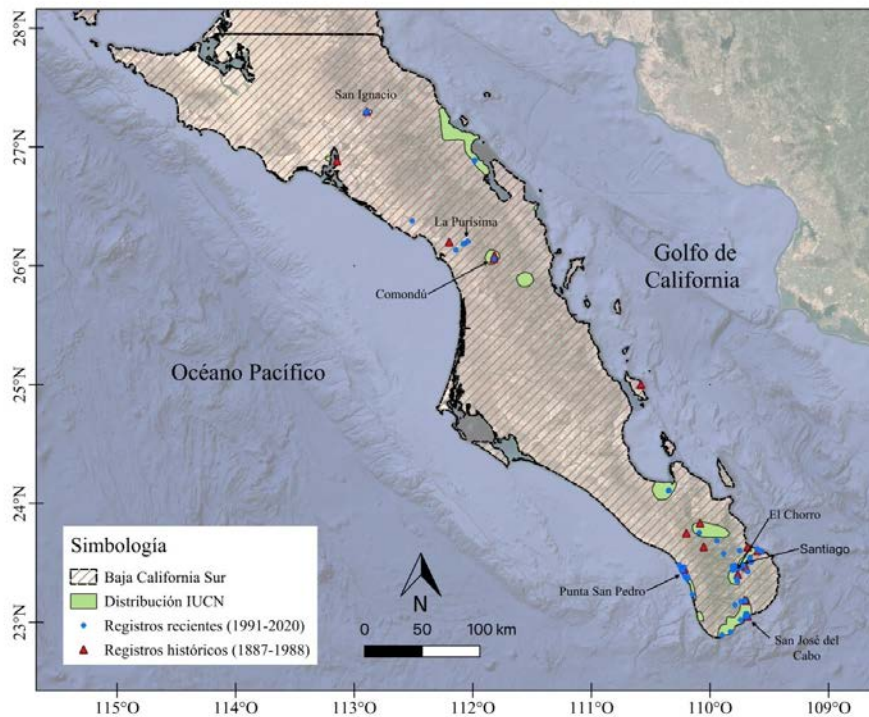 28°N
27°N
26°N
25°N
24°N
23°N
San Ignacio
La Purísima
Comondú
Golfo de
California
Océano Pacífico
El Chorro
Santiago
Punta San Pedro
San José del
Cabo
Simbología
Baja California Sur
Distribución IUCN
Registros recientes (1991-2020)
Registros históricos (1887-1988)
N
0 50 100 km
115°O 114°O 113°O 112°O 111°O 110°O 109°O